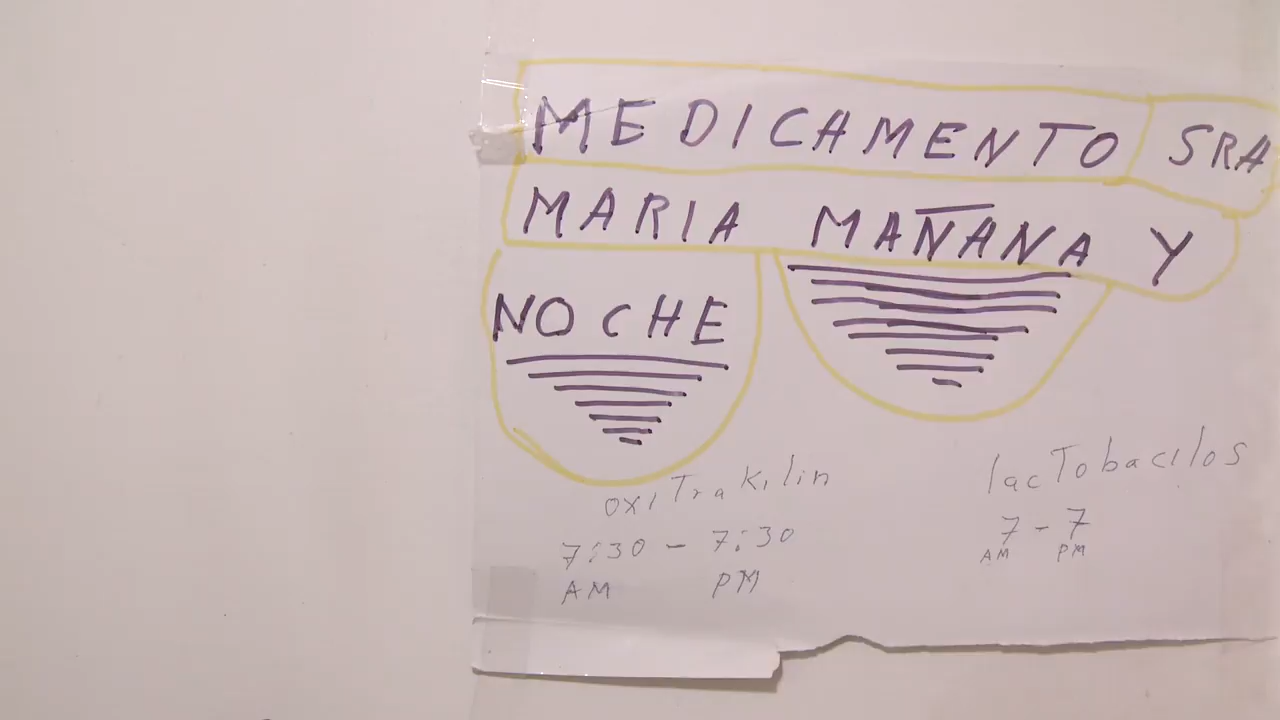 MEDICAMENTO SRA
MARIA MAÑANA Y
NOCHE
oxiTrakilin
7:30 - 7:30
AM PM
lacTobacilos
7 - 7
AM PM